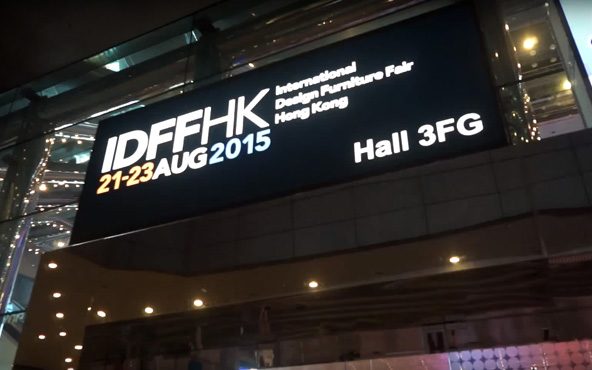 IDFFHK
International
Design Furniture Fair
Hong Kong
21-23AUG2015
Hall 3FG